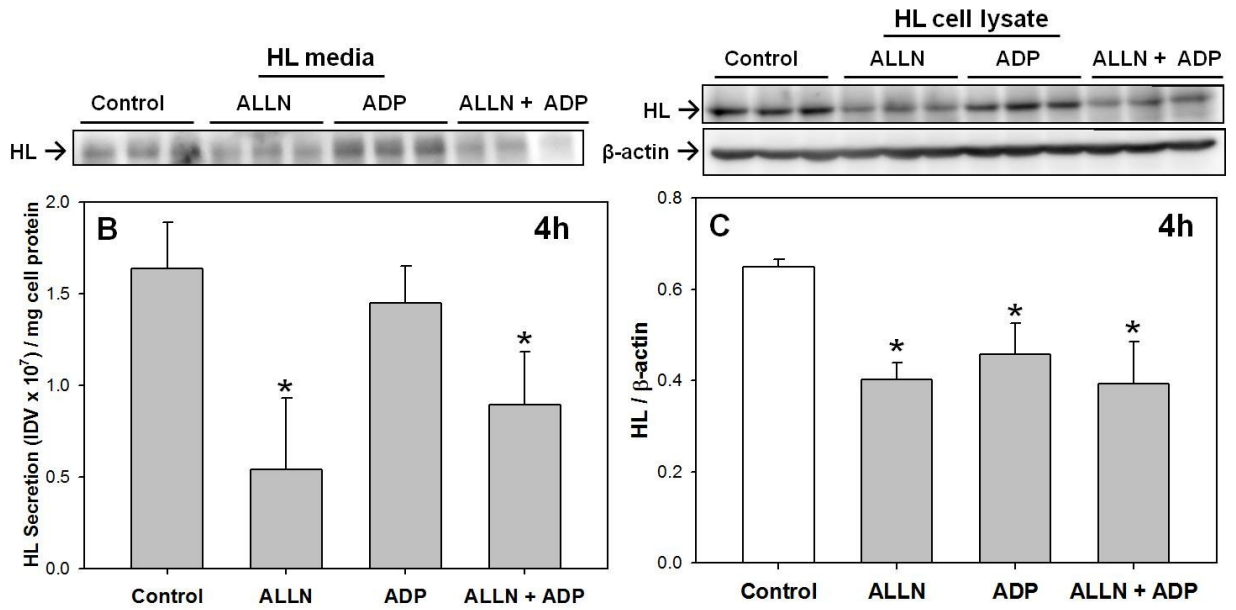 HL media
Control ALLN ADP ALLN + ADP
HL →
HL cell lysate
Control ALLN ADP ALLN + ADP
HL →
β-actin →
B
4h
HL Secretion (IDV x 10⁷) / mg cell protein
2.0
1.5
1.0
0.5
0.0
*
*
Control ALLN ADP ALLN + ADP
C
4h
HL / β-actin
0.8
0.6
0.4
0.2
0.0
*
*
*
Control ALLN ADP ALLN + ADP